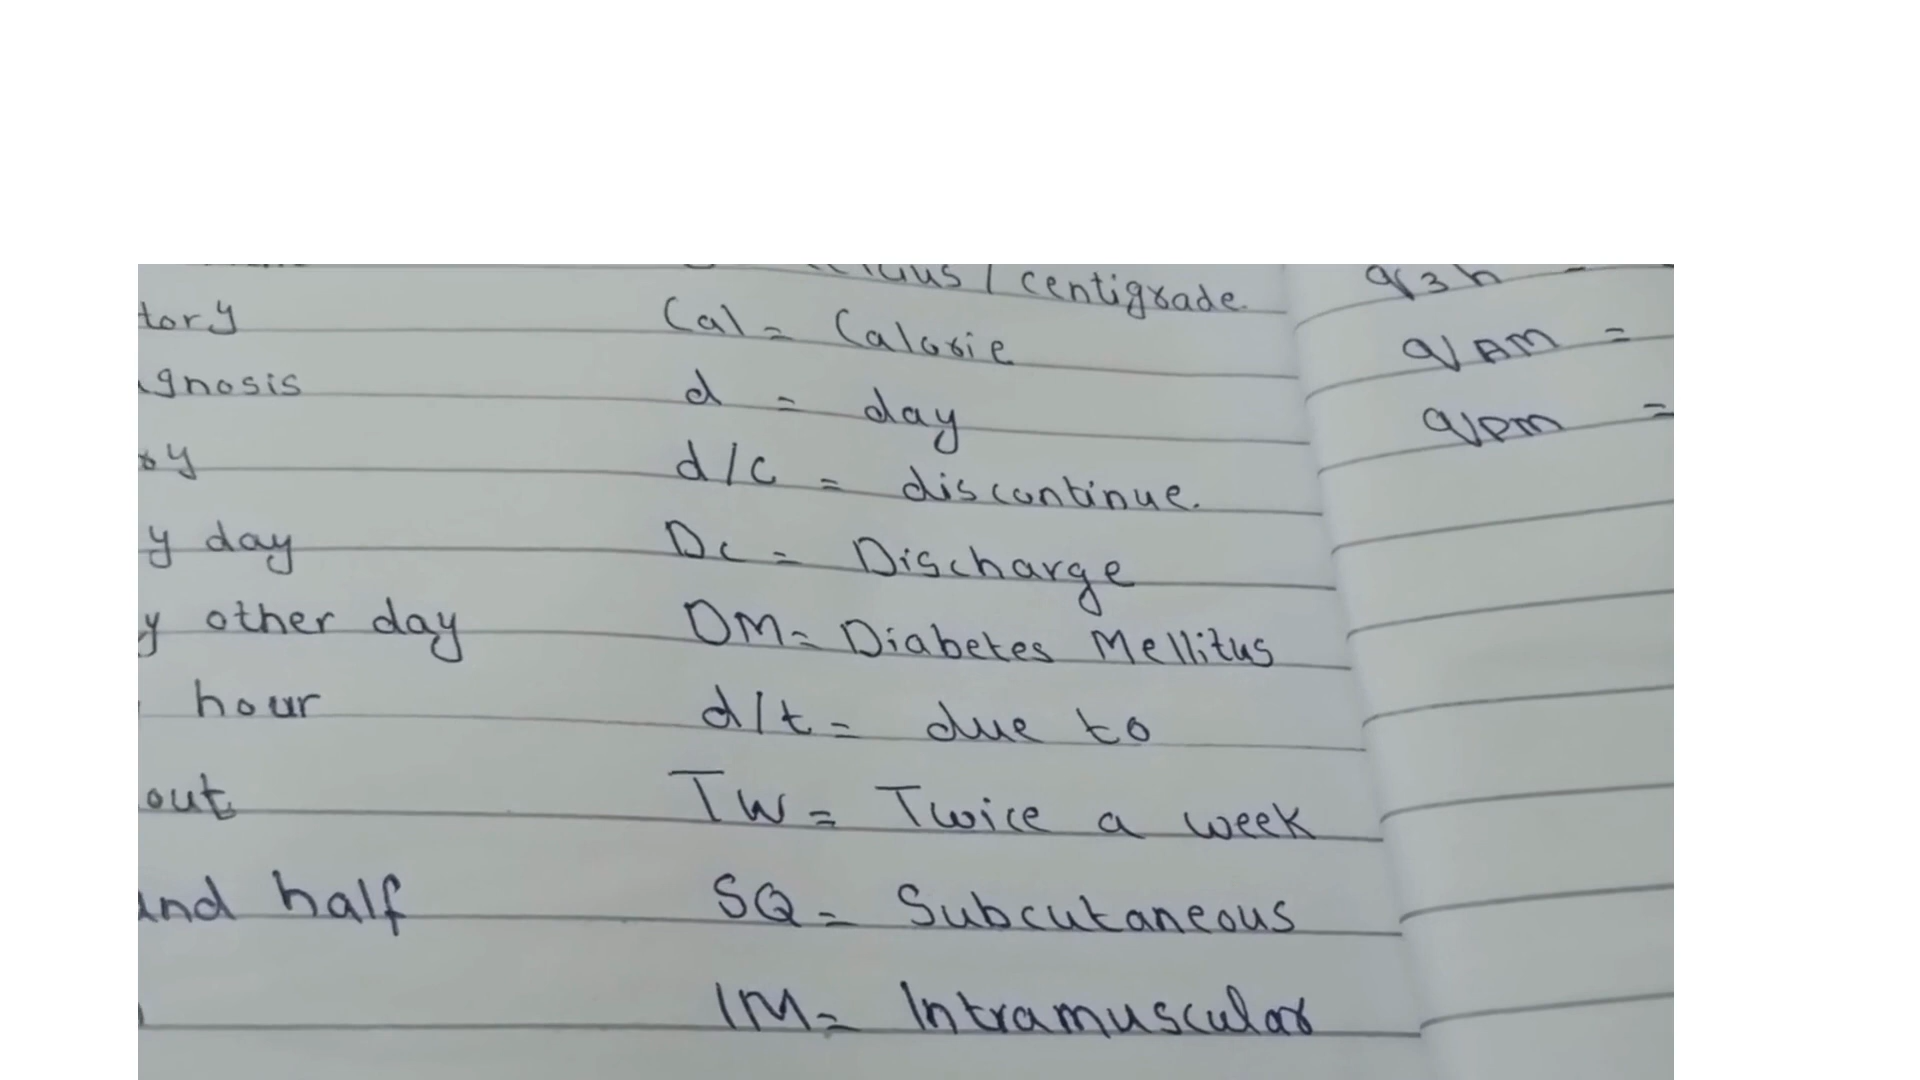 centigrade.
Cal = Calorie
d = day
d/c = discontinue.
Dc = Discharge
DM = Diabetes Mellitus
d/t = due to
TW = Twice a week
SQ = Subcutaneous
IM = Intramuscular
tory
gnosis
y day
y other day
hour
out
and half
q3h =
qAM =
qpm =